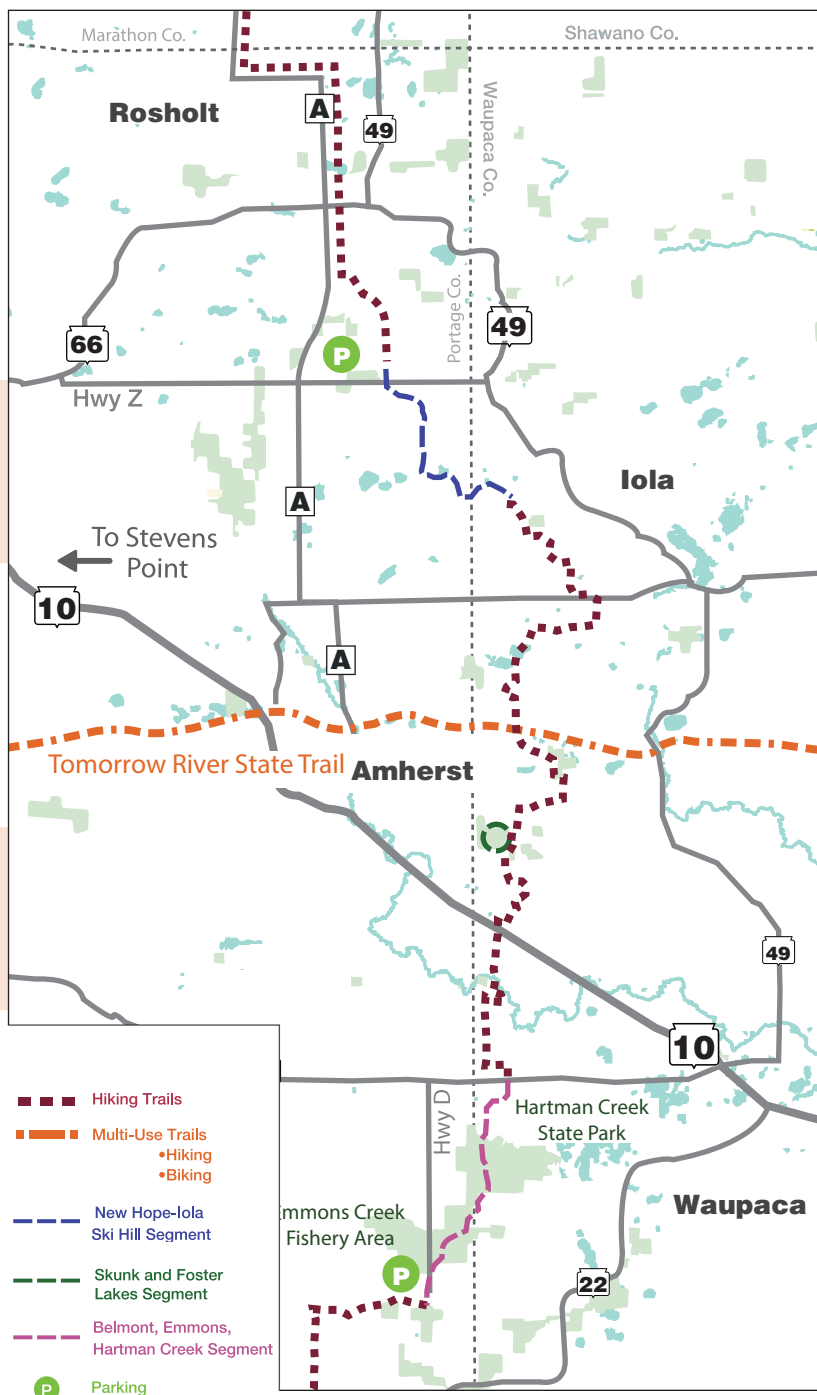 Marathon Co.
Shawano Co.
Rosholt
A
49
Waupaca Co.
Portage Co.
49
66
P
Hwy Z
Iola
A
To Stevens
Point
10
A
Tomorrow River State Trail
Amherst
49
10
Hwy D
Hartman Creek
State Park
Waupaca
mmons Creek
Fishery Area
P
22
Hiking Trails
Multi-Use Trails
•Hiking
•Biking
New Hope-Iola
Ski Hill Segment
Skunk and Foster
Lakes Segment
Belmont, Emmons,
Hartman Creek Segment
P Parking